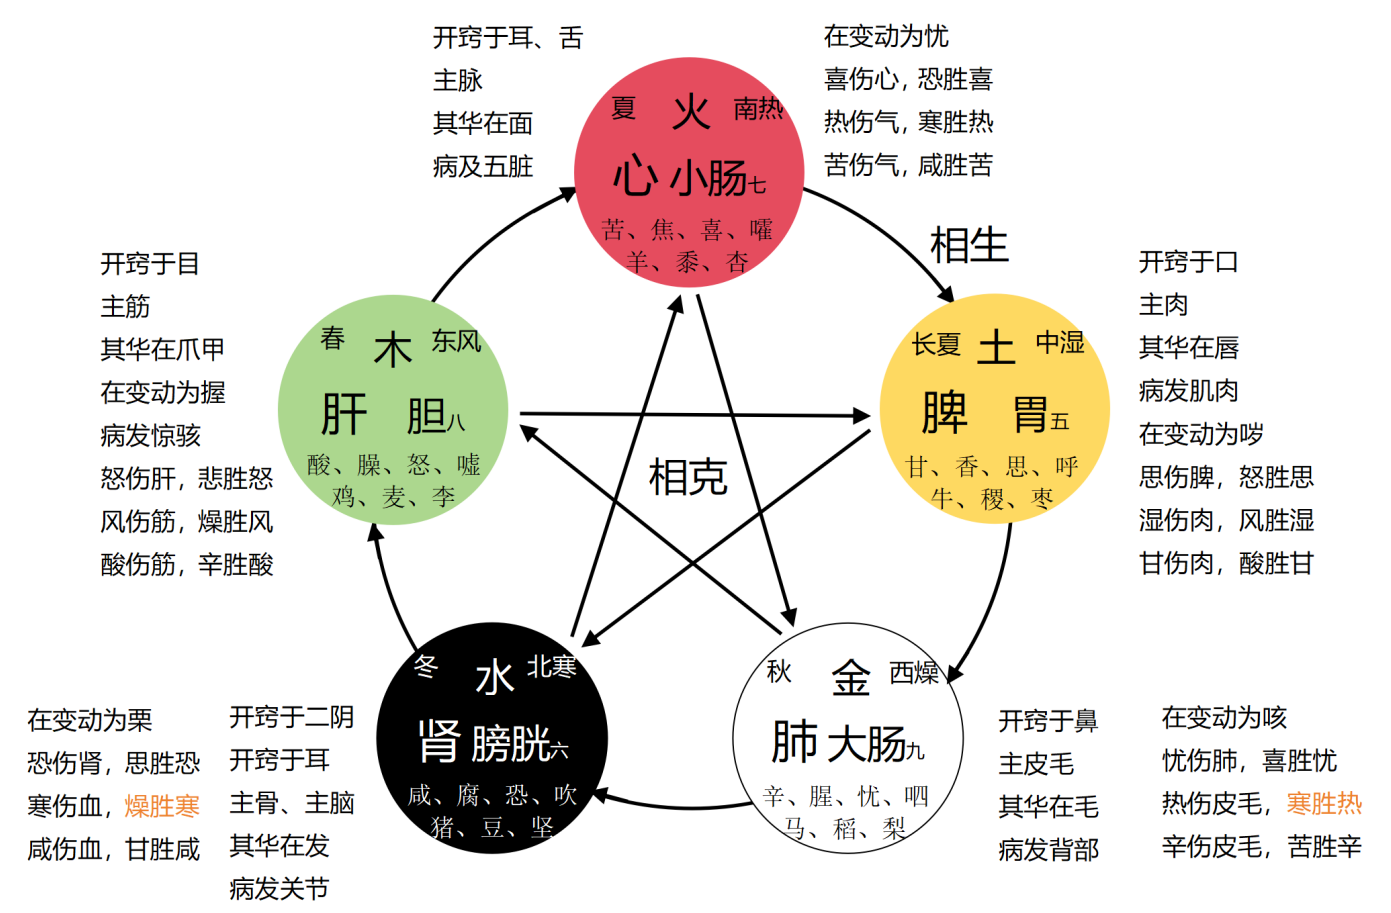 开窍于耳、舌
主脉
其华在面
病及五脏
夏 火 南热
心 小肠七
苦、焦、喜、嚯
羊、黍、杏
在变动为忧
喜伤心, 恐胜喜
热伤气, 寒胜热
苦伤气, 咸胜苦
相生
开窍于目
主筋
其华在爪甲
在变动为握
病发惊骇
怒伤肝, 悲胜怒
风伤筋, 燥胜风
酸伤筋, 辛胜酸
春 木 东风
肝 胆八
酸、臊、怒、嘘
鸡、麦、李
相克
长夏 土 中湿
脾 胃五
甘、香、思、呼
牛、稷、枣
开窍于口
主肉
其华在唇
病发肌肉
在变动为哕
思伤脾, 怒胜思
湿伤肉, 风胜湿
甘伤肉, 酸胜甘
在变动为栗
恐伤肾, 思胜恐
寒伤血, 燥胜寒
咸伤血, 甘胜咸
开窍于二阴
开窍于耳
主骨、主脑
其华在发
病发关节
冬 水 北寒
肾 膀胱六
咸、腐、恐、吹
猪、豆、坚
秋 金 西燥
肺 大肠九
辛、腥、忧、呬
马、稻、梨
开窍于鼻
主皮毛
其华在毛
病发背部
在变动为咳
忧伤肺, 喜胜忧
热伤皮毛, 寒胜热
辛伤皮毛, 苦胜辛